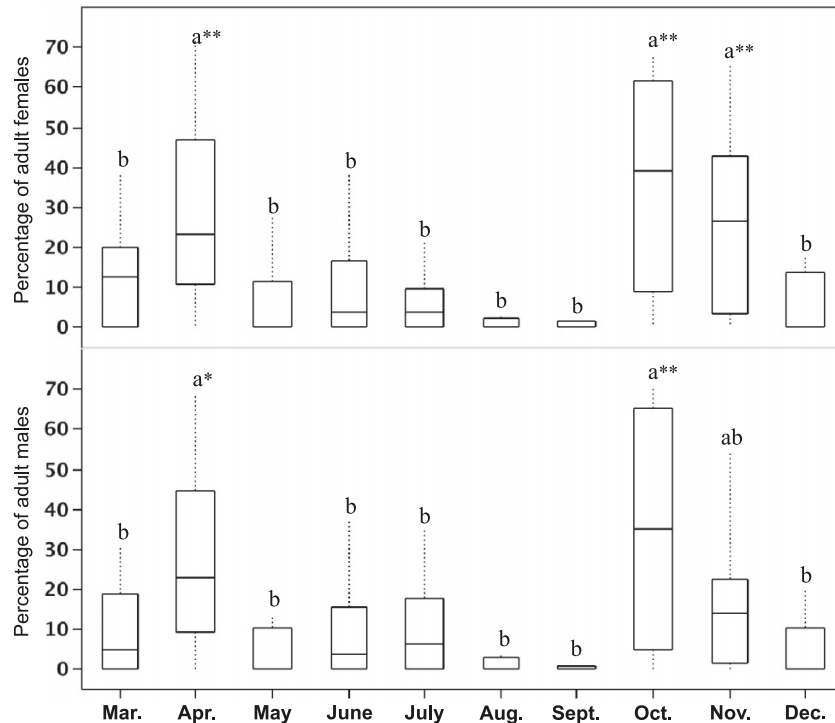 Percentage of adult females
70
60
50
40
30
20
10
0
b
a**
b
b
b
b
b
a**
a**
b
Percentage of adult males
70
60
50
40
30
20
10
0
b
a*
b
b
b
b
b
a**
ab
b
Mar. Apr. May June July Aug. Sept. Oct. Nov. Dec.